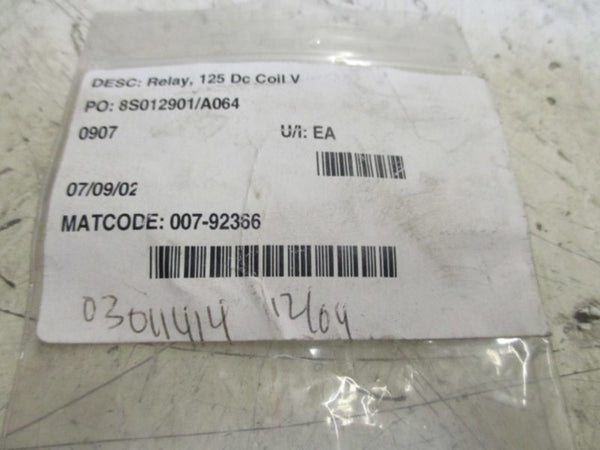 DESC: Relay, 125 Dc Coil V
PO: 8S012901/A064
0907 U/I: EA
07/09/02
MATCODE: 007-92366
03011414 12/04